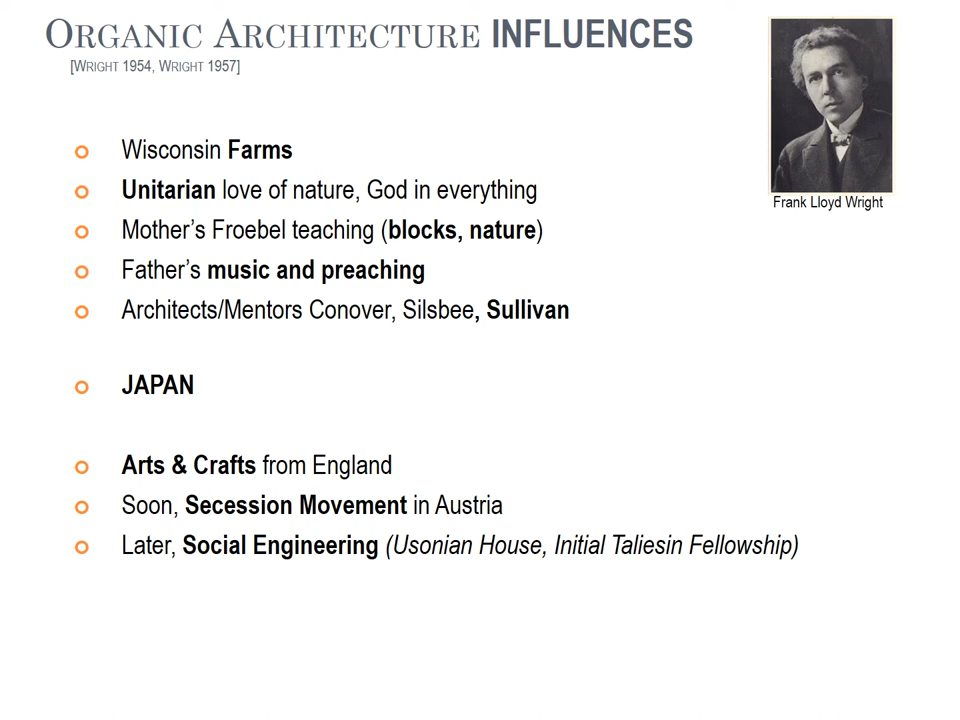 ORGANIC ARCHITECTURE INFLUENCES
[WRIGHT 1954, WRIGHT 1957]
Frank Lloyd Wright
Wisconsin Farms
Unitarian love of nature, God in everything
Mother’s Froebel teaching (blocks, nature)
Father’s music and preaching
Architects/Mentors Conover, Silsbee, Sullivan
JAPAN
Arts & Crafts from England
Soon, Secession Movement in Austria
Later, Social Engineering (Usonian House, Initial Taliesin Fellowship)